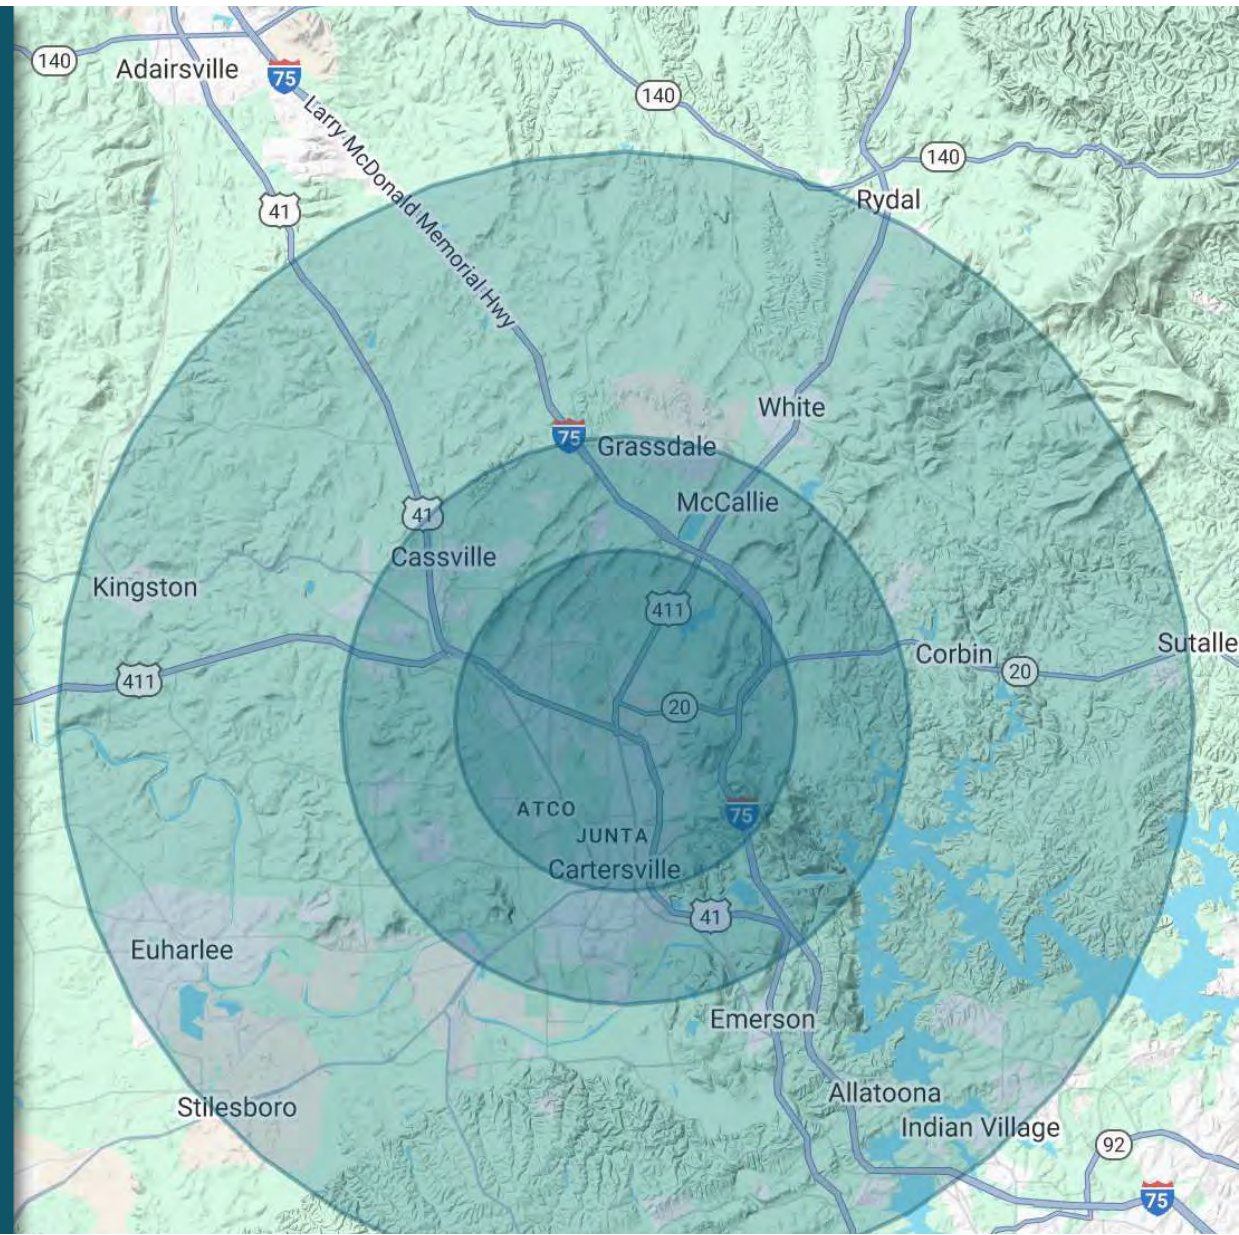 140
Adairsville
75
Larry McDonald Memorial Hwy
140
140
Rydal
41
White
75
Grassdale
McCallie
41
Cassville
Kingston
411
Sutalle
Corbin
20
411
20
ATCO
75
JUNTA
Cartersville
41
Euharlee
Emerson
Allatoona
Stilesboro
Indian Village
92
75